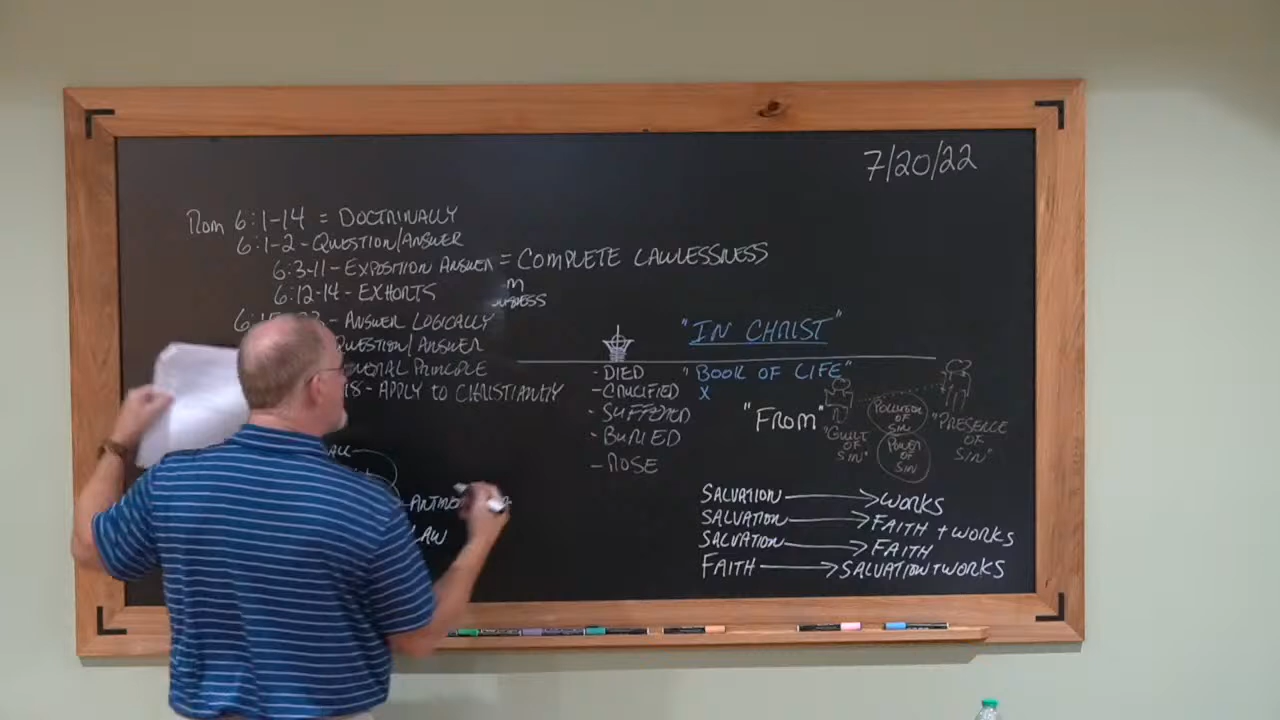 7/20/22
Rom 6:1-14 = DOCTRINALLY
6:1-2 - QUESTION/ANSWER
6:3-11 - EXPOSITION ANSWER = COMPLETE LAWLESSNESS
6:12-14 - EXHORTS
ANSWER LOGICALLY
QUESTION/ANSWER
PRINCIPLE
18 - APPLY TO CHRISTIANITY
LAW
"IN CHRIST"
- DIED
- CRUCIFIED
- SUFFERED
- BURIED
- ROSE
"BOOK OF LIFE"
X
"FROM"
"GUILT OF SIN"
POLLUTION OF SIN
POWER OF SIN
"PRESENCE OF SIN"
SALVATION → WORKS
SALVATION → FAITH + WORKS
SALVATION → FAITH
FAITH → SALVATION + WORKS